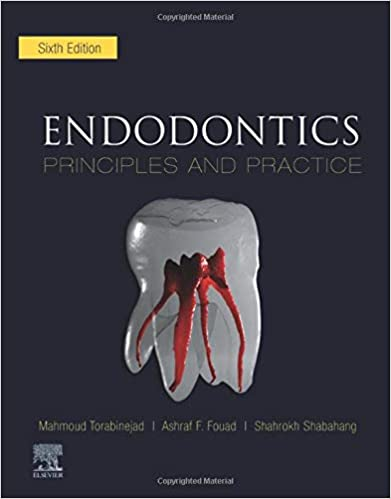 Copyrighted Material
Sixth Edition
ENDODONTICS
PRINCIPLES AND PRACTICE
Mahmoud Torabinejad | Ashraf F. Fouad | Shahrokh Shabahang
ELSEVIER
Copyrighted Material